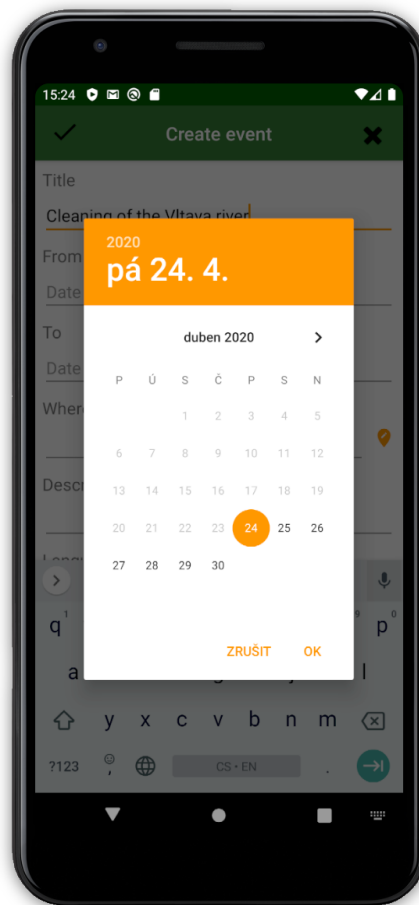 15:24
Create event
Title
Cleaning of the Vltava river
From
Date
To
Date
Where
2020
pá 24. 4.
duben 2020
P Ú S Č P S N
1 2 3 4 5
6 7 8 9 10 11 12
13 14 15 16 17 18 19
20 21 22 23 24 25 26
27 28 29 30
ZRUŠIT OK
Descr
q 1 9 p 0
a l
y x c v b n m
?123 , CS • EN .